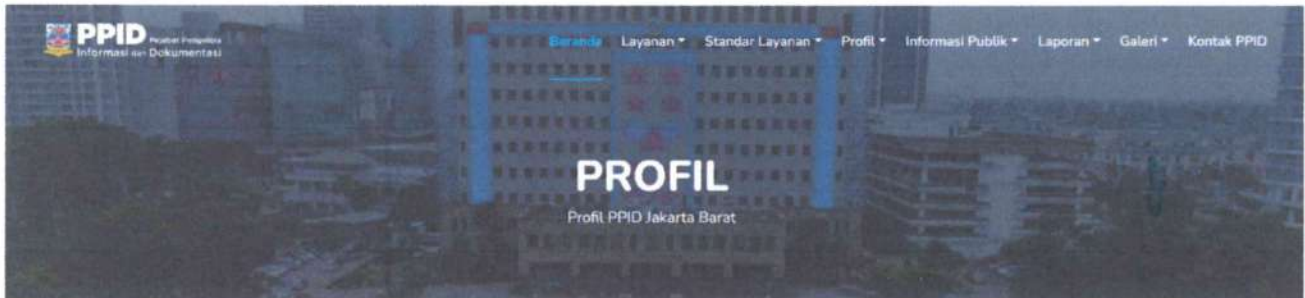 PPID Pejabat Pengelola
Informasi dan Dokumentasi
Beranda Layanan Standar Layanan Profil Informasi Publik Laporan Galeri Kontak PPID
PROFIL
Profil PPID Jakarta Barat